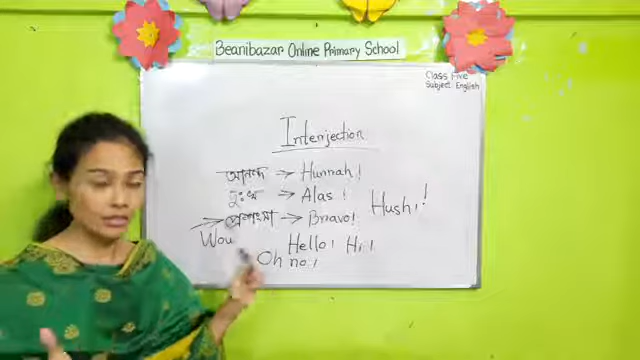 Beanibazar Online Primary School
Class Five
Subject: English
Interjection
আনন্দ → Hurrah!
দুঃখ → Alas!
প্রশংসা → Bravo!
Hush!
Wow
Hello! Hi!
Oh no!